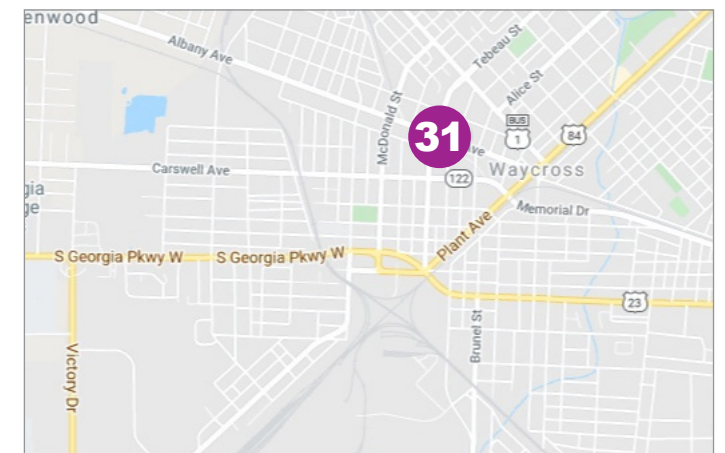 enwood
Albany Ave
Tebeau St
Alice St
McDonald St
31
BUS
1
84
ve
Carswell Ave
122
Waycross
gia
ge
Memorial Dr
Plant Ave
S Georgia Pkwy W
S Georgia Pkwy W
23
Brunel St
Victory Dr